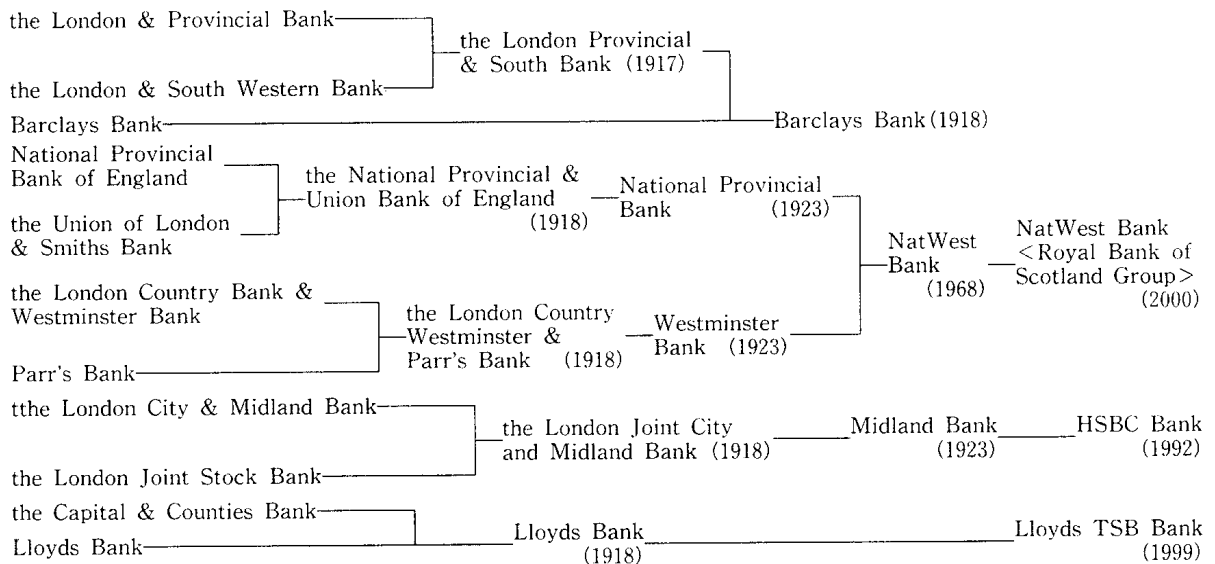 the London & Provincial Bank
the London Provincial
& South Bank (1917)
the London & South Western Bank
Barclays Bank
Barclays Bank (1918)
National Provincial
Bank of England
the National Provincial &
Union Bank of England
(1918)
National Provincial
Bank (1923)
the Union of London
& Smiths Bank
NatWest
Bank
(1968)
NatWest Bank
<Royal Bank of
Scotland Group>
(2000)
the London Country Bank &
Westminster Bank
the London Country
Westminster &
Parr's Bank (1918)
Westminster
Bank (1923)
Parr's Bank
tthe London City & Midland Bank
the London Joint City
and Midland Bank (1918)
Midland Bank
(1923)
HSBC Bank
(1992)
the London Joint Stock Bank
the Capital & Counties Bank
Lloyds Bank
Lloyds Bank
(1918)
Lloyds TSB Bank
(1999)